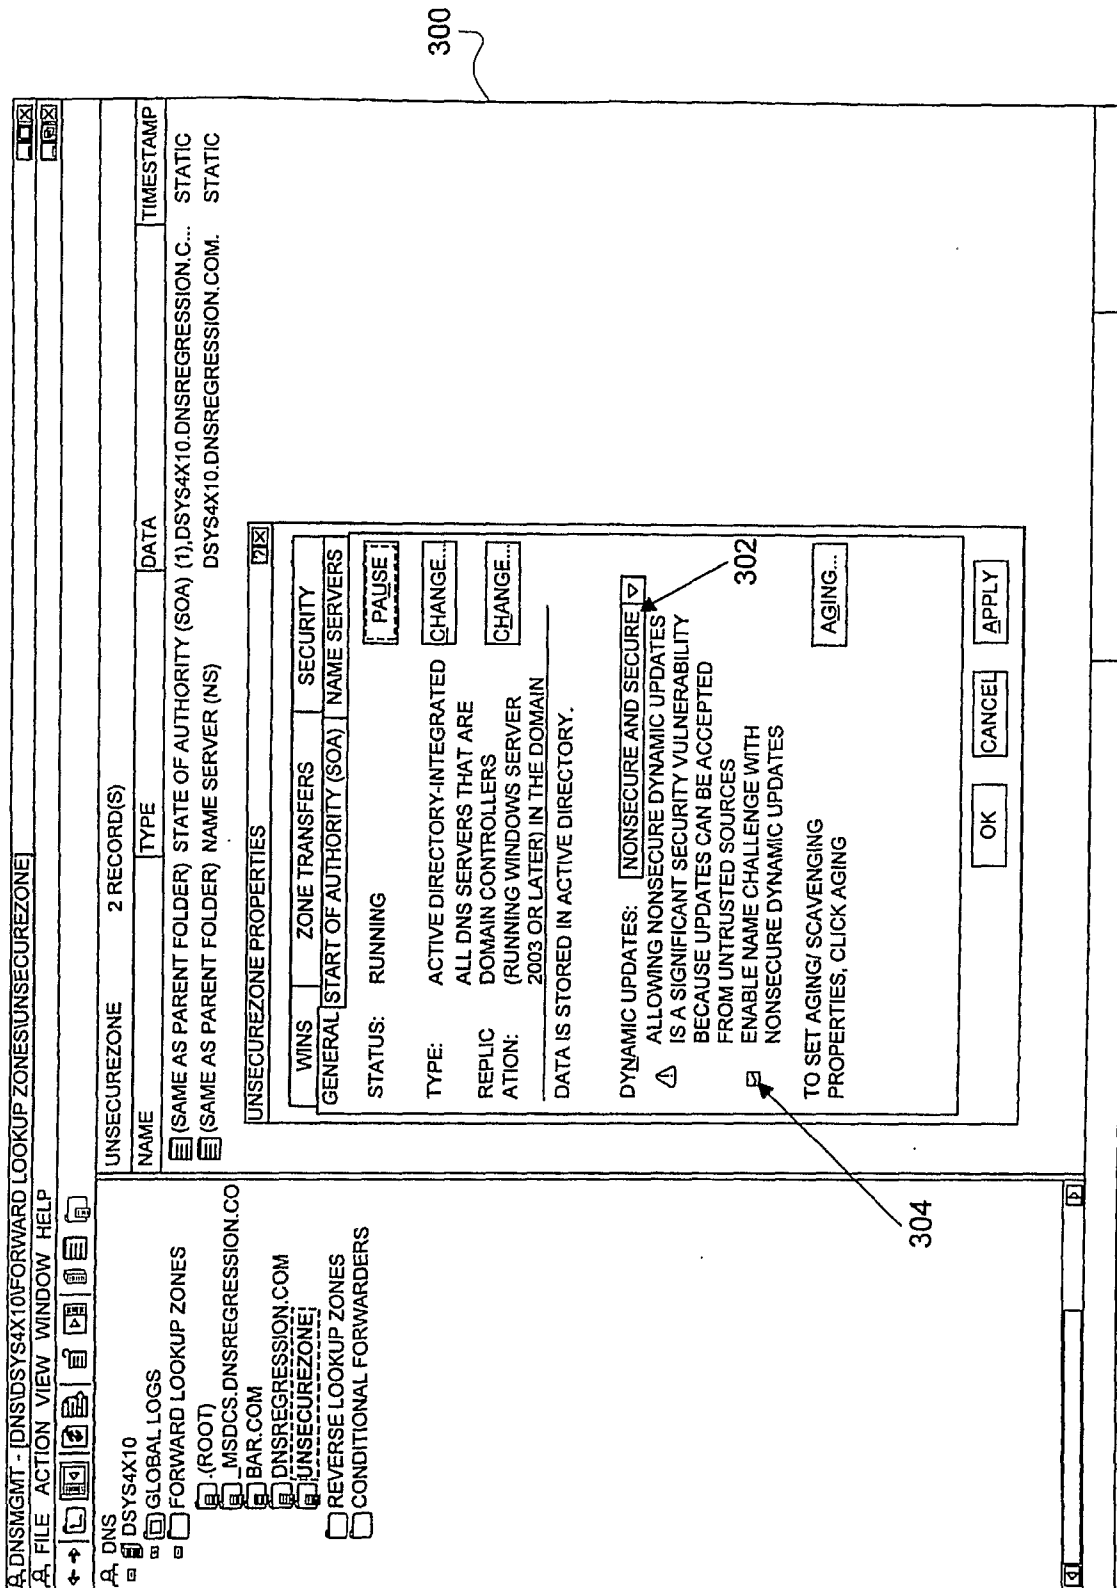 DNSMGMT - [DNS\DSYS4X10\FORWARD LOOKUP ZONES\UNSECUREZONE]
FILE ACTION VIEW WINDOW HELP
DNS
DSYS4X10
GLOBAL LOGS
FORWARD LOOKUP ZONES
.(ROOT)
_MSDCS.DNSREGRESSION.CO
BAR.COM
DNSREGRESSION.COM
UNSECUREZONE
REVERSE LOOKUP ZONES
CONDITIONAL FORWARDERS
UNSECUREZONE 2 RECORD(S)
NAME TYPE DATA TIMESTAMP
(SAME AS PARENT FOLDER) STATE OF AUTHORITY (SOA) (1),DSYS4X10.DNSREGRESSION.C... STATIC
(SAME AS PARENT FOLDER) NAME SERVER (NS) DSYS4X10.DNSREGRESSION.COM. STATIC
UNSECUREZONE PROPERTIES
WINS ZONE TRANSFERS SECURITY
GENERAL START OF AUTHORITY (SOA) NAME SERVERS
STATUS: RUNNING PAUSE
TYPE: ACTIVE DIRECTORY-INTEGRATED CHANGE...
REPLIC ATION: ALL DNS SERVERS THAT ARE
DOMAIN CONTROLLERS CHANGE...
(RUNNING WINDOWS SERVER
2003 OR LATER) IN THE DOMAIN
DATA IS STORED IN ACTIVE DIRECTORY.
DYNAMIC UPDATES: NONSECURE AND SECURE
ALLOWING NONSECURE DYNAMIC UPDATES
IS A SIGNIFICANT SECURITY VULNERABILITY
BECAUSE UPDATES CAN BE ACCEPTED
FROM UNTRUSTED SOURCES
ENABLE NAME CHALLENGE WITH
NONSECURE DYNAMIC UPDATES
TO SET AGING/ SCAVENGING
PROPERTIES, CLICK AGING
AGING...
OK CANCEL APPLY
300
302
304